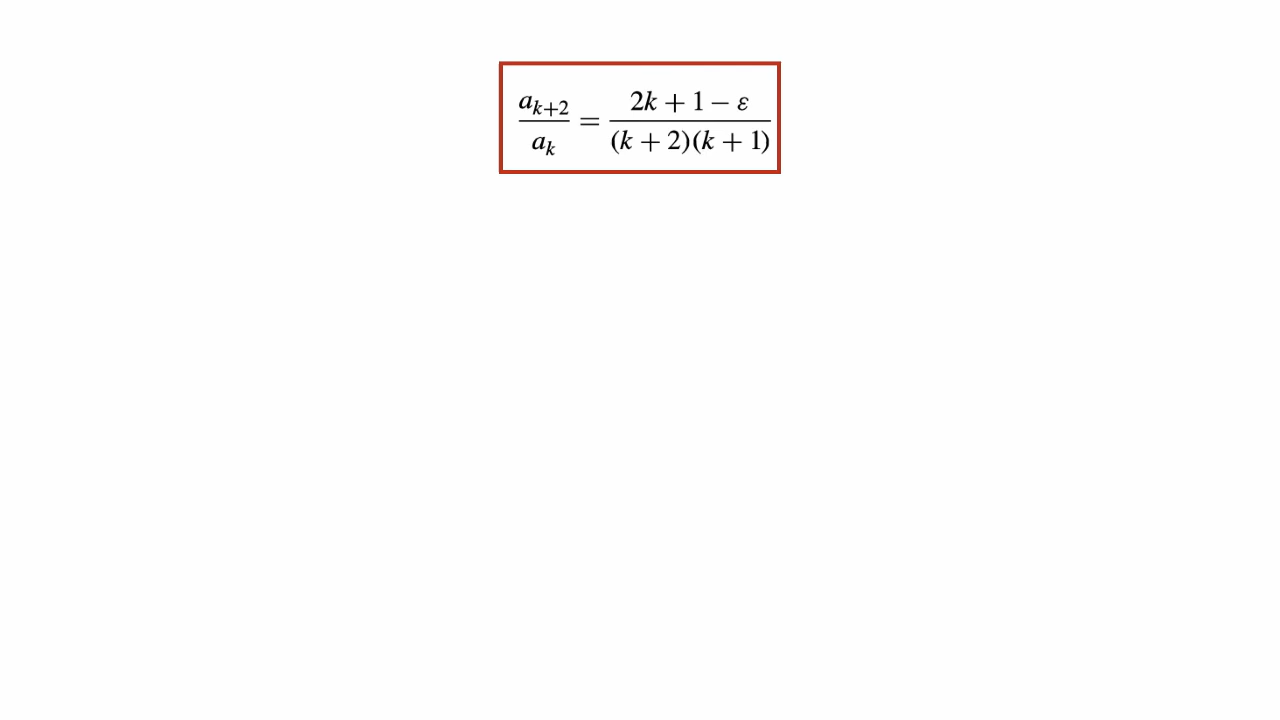 a_{k+2}/a_k = (2k + 1 − ε)/((k + 2)(k + 1))